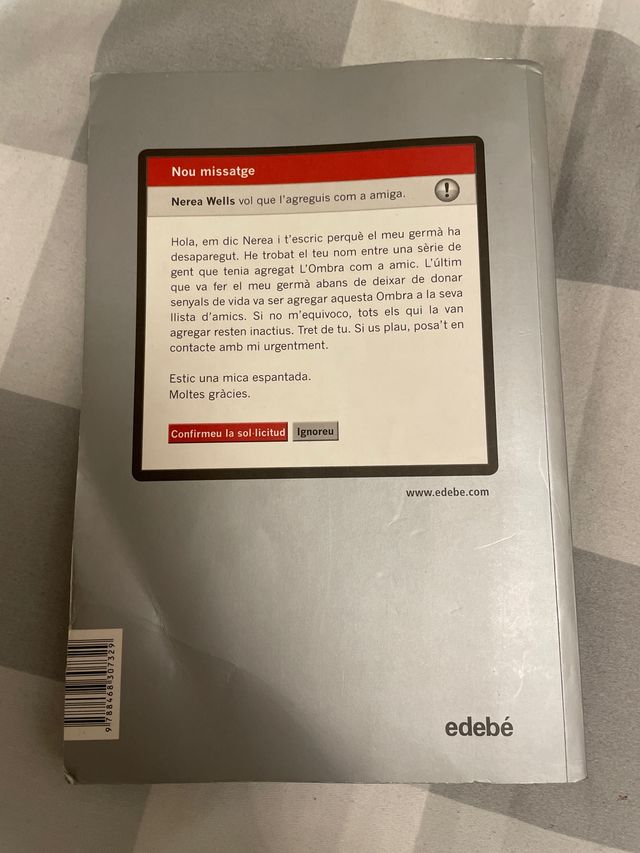 Nou missatge
Nerea Wells vol que l'agreguis com a amiga.
!
Hola, em dic Nerea i t'escric perquè el meu germà ha
desaparegut. He trobat el teu nom entre una sèrie de
gent que tenia agregat L'Ombra com a amic. L'últim
que va fer el meu germà abans de deixar de donar
senyals de vida va ser agregar aquesta Ombra a la seva
llista d'amics. Si no m'equivoco, tots els qui la van
agregar resten inactius. Tret de tu. Si us plau, posa't en
contacte amb mi urgentment.
Estic una mica espantada.
Moltes gràcies.
Confirmeu la sol·licitud
Ignoreu
www.edebe.com
9 788468 307329
edebé